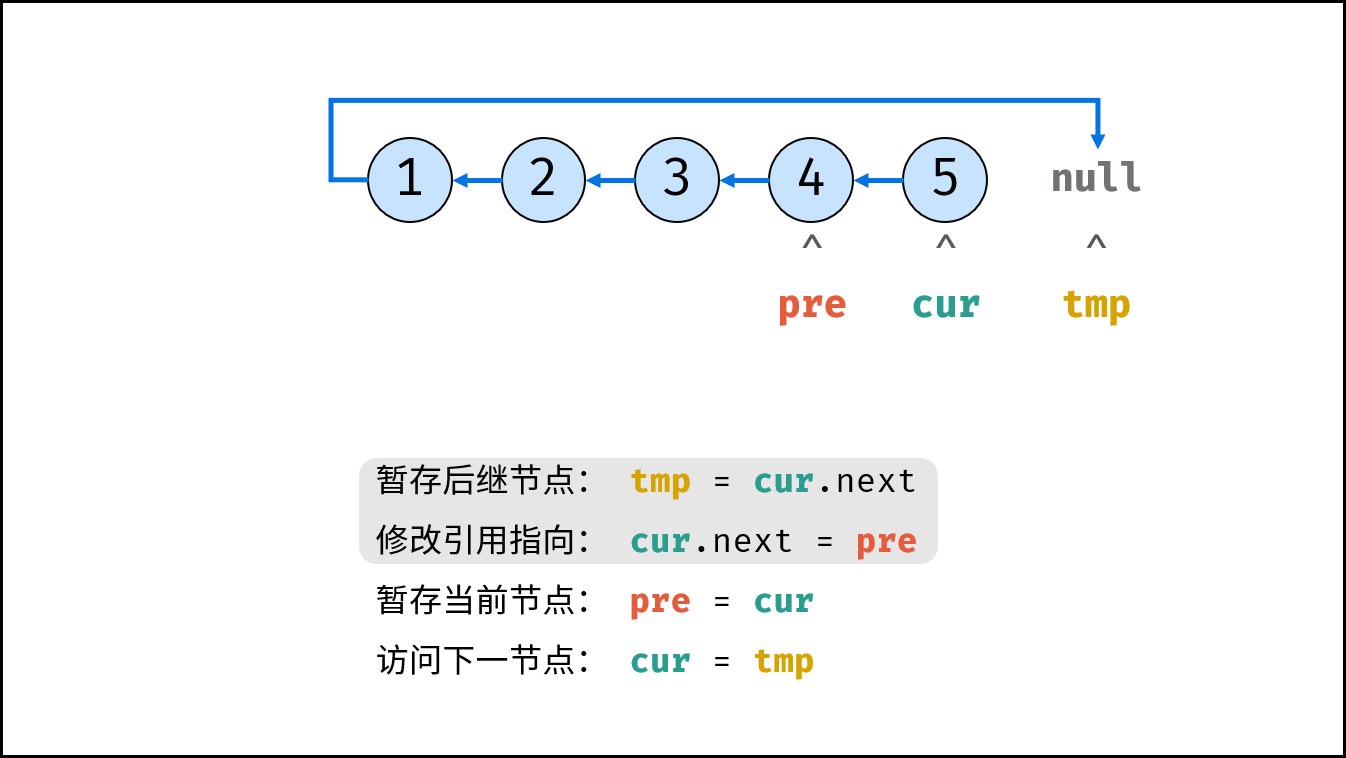 1 2 3 4 5 null
^ ^ ^
pre cur tmp
暂存后继节点： tmp = cur.next
修改引用指向： cur.next = pre
暂存当前节点： pre = cur
访问下一节点： cur = tmp